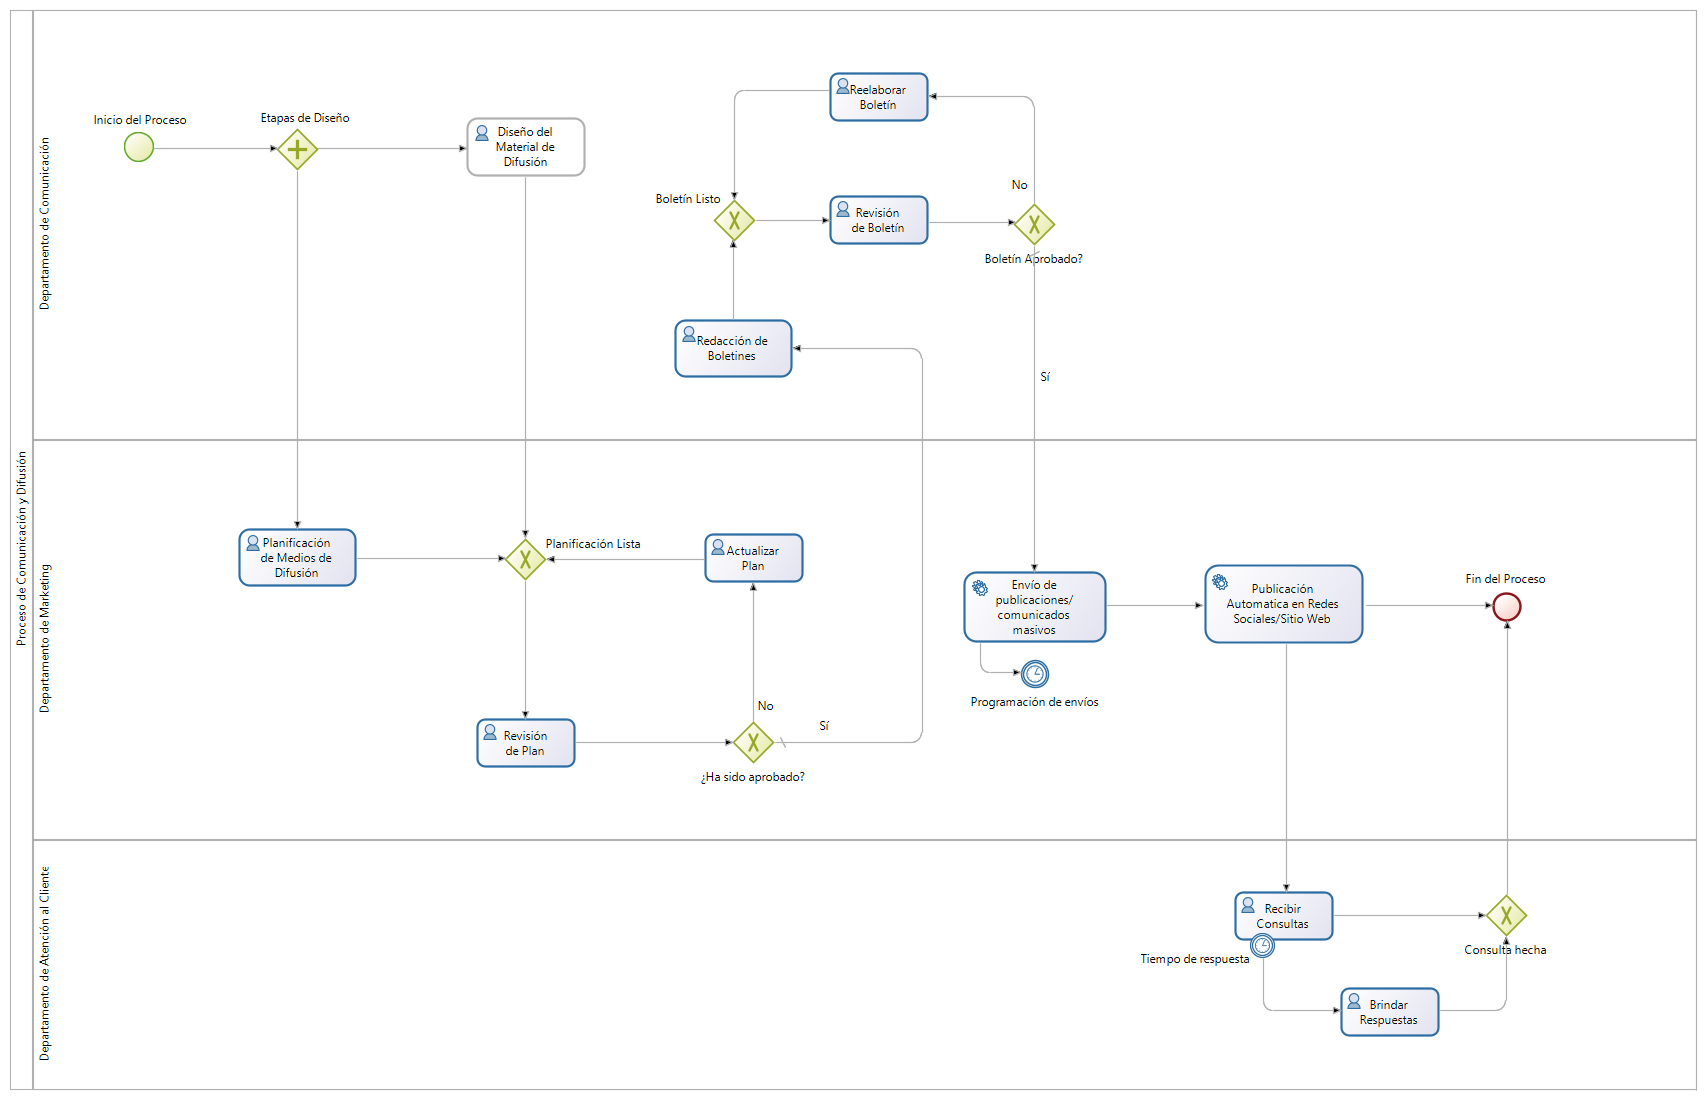 Proceso de Comunicación y Difusión
Departamento de Comunicación
Inicio del Proceso
Etapas de Diseño
Diseño del
Material de
Difusión
Reelaborar
Boletín
Boletín Listo
Revisión
de Boletín
No
Boletín Aprobado?
Redacción de
Boletines
Sí
Departamento de Marketing
Planificación
de Medios de
Difusión
Planificación Lista
Actualizar
Plan
Revisión
de Plan
No
Sí
¿Ha sido aprobado?
Envío de
publicaciones/
comunicados
masivos
Programación de envíos
Publicación
Automatica en Redes
Sociales/Sitio Web
Fin del Proceso
Departamento de Atención al Cliente
Recibir
Consultas
Tiempo de respuesta
Consulta hecha
Brindar
Respuestas